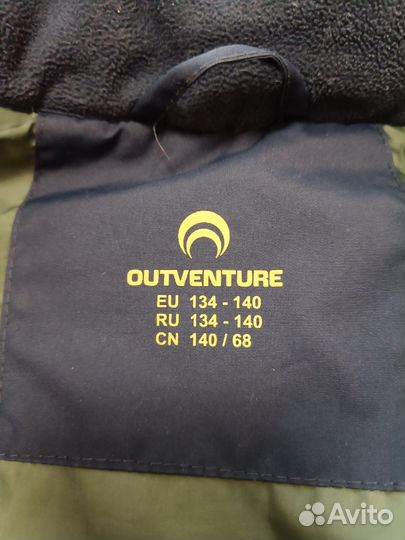 OUTVENTURE
EU 134 - 140
RU 134 - 140
CN 140 / 68
Avito